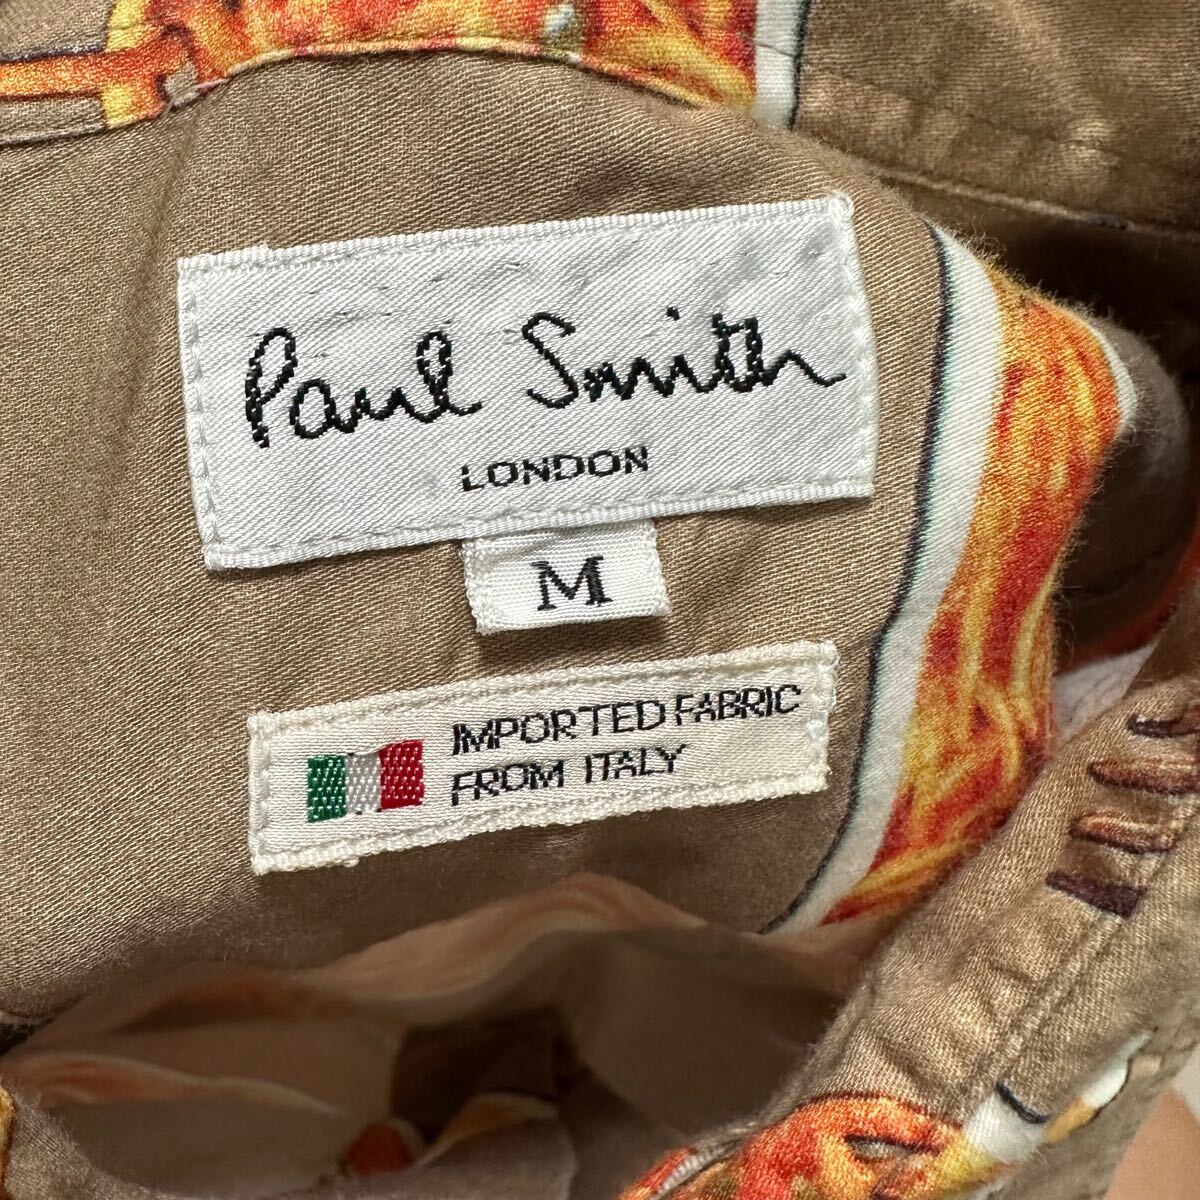 Paul Smith
LONDON
M
IMPORTED FABRIC
FROM ITALY